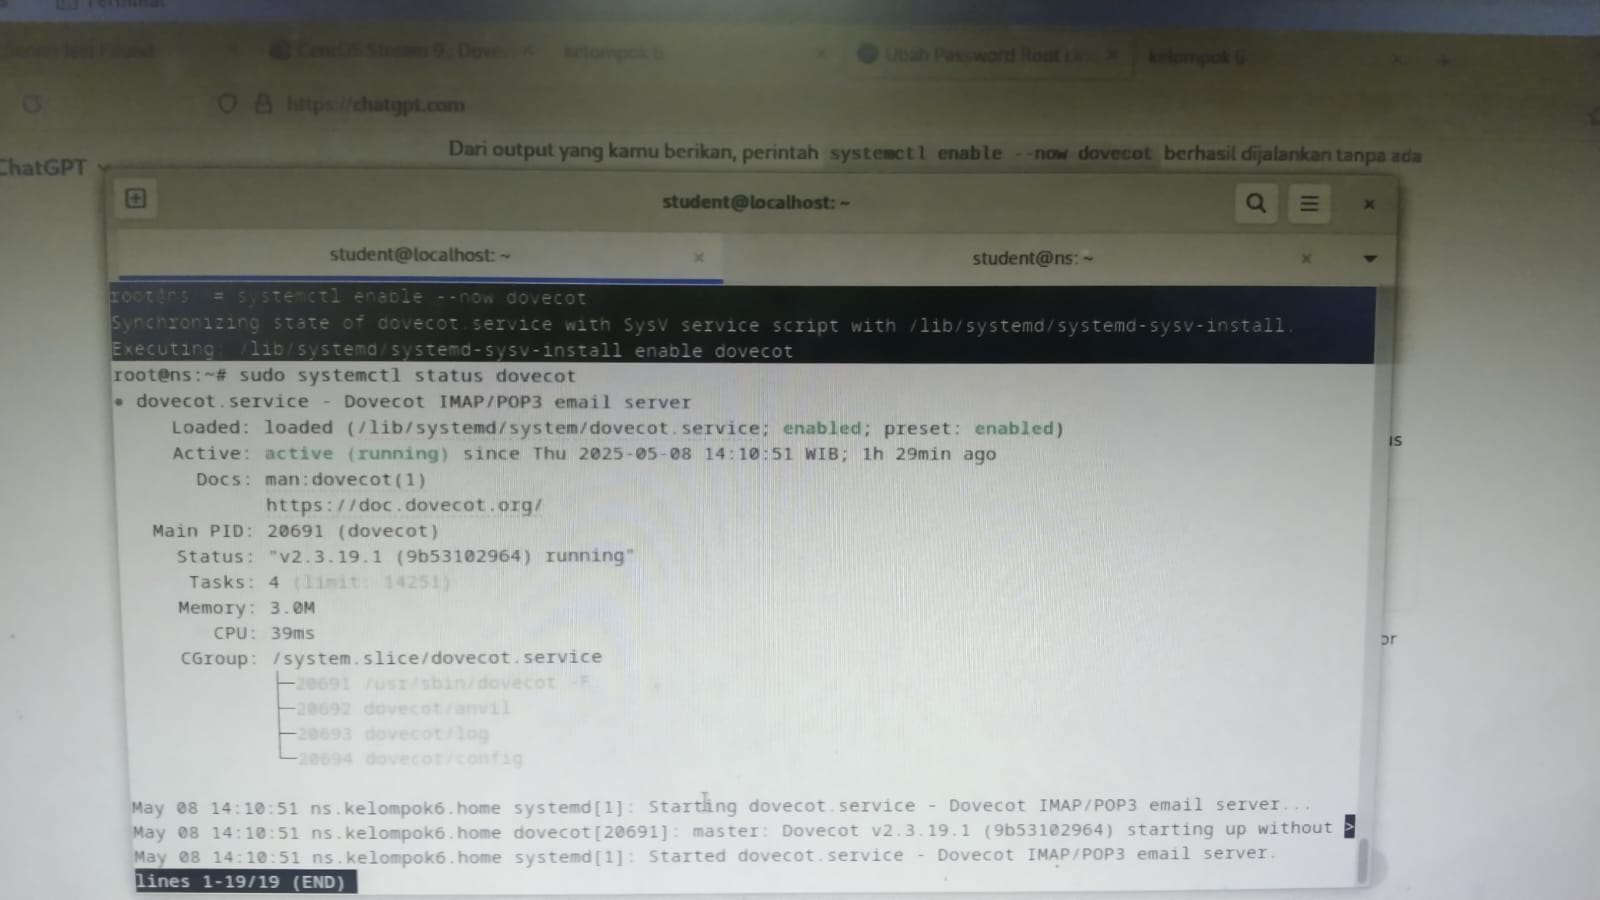 Terminal
CentOS Stream 9 : Dove
kelompok 6
Ubah Password Root
kelompok 6
https://chatgpt.com
ChatGPT
Dari output yang kamu berikan, perintah systemctl enable --now dovecot berhasil dijalankan tanpa ada
student@localhost: ~
student@localhost: ~
student@ns: ~
root@ns = systemctl enable --now dovecot
Synchronizing state of dovecot.service with SysV service script with /lib/systemd/systemd-sysv-install.
Executing: /lib/systemd/systemd-sysv-install enable dovecot
root@ns:~# sudo systemctl status dovecot
● dovecot.service - Dovecot IMAP/POP3 email server
Loaded: loaded (/lib/systemd/system/dovecot.service; enabled; preset: enabled)
Active: active (running) since Thu 2025-05-08 14:10:51 WIB; 1h 29min ago
Docs: man:dovecot(1)
https://doc.dovecot.org/
Main PID: 20691 (dovecot)
Status: "v2.3.19.1 (9b53102964) running"
Tasks: 4 (limit: 14251)
Memory: 3.0M
CPU: 39ms
CGroup: /system.slice/dovecot.service
├─20691 /usr/sbin/dovecot -F
├─20692 dovecot/anvil
├─20693 dovecot/log
└─20694 dovecot/config
May 08 14:10:51 ns.kelompok6.home systemd[1]: Starting dovecot.service - Dovecot IMAP/POP3 email server...
May 08 14:10:51 ns.kelompok6.home dovecot[20691]: master: Dovecot v2.3.19.1 (9b53102964) starting up without >
May 08 14:10:51 ns.kelompok6.home systemd[1]: Started dovecot.service - Dovecot IMAP/POP3 email server.
lines 1-19/19 (END)